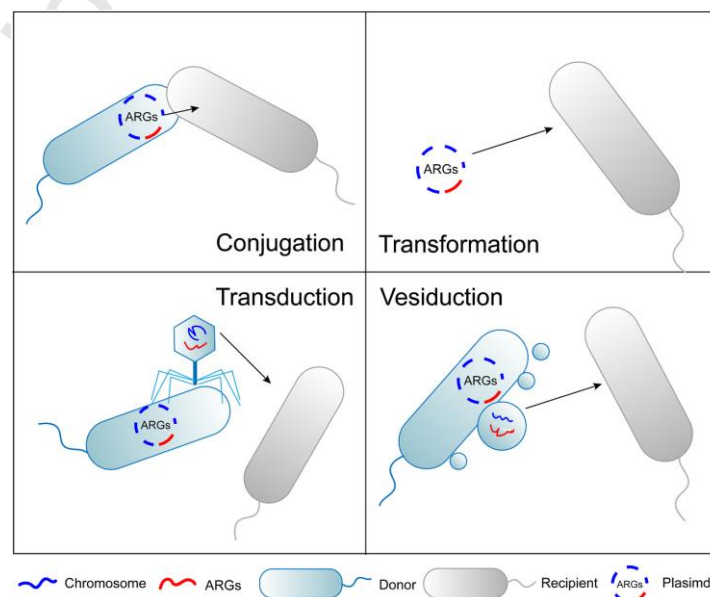 ARGs
Conjugation
ARGs
Transformation
Transduction
ARGs
Vesiduction
ARGs
Chromosome ARGs Donor Recipient ARGs Plasimd